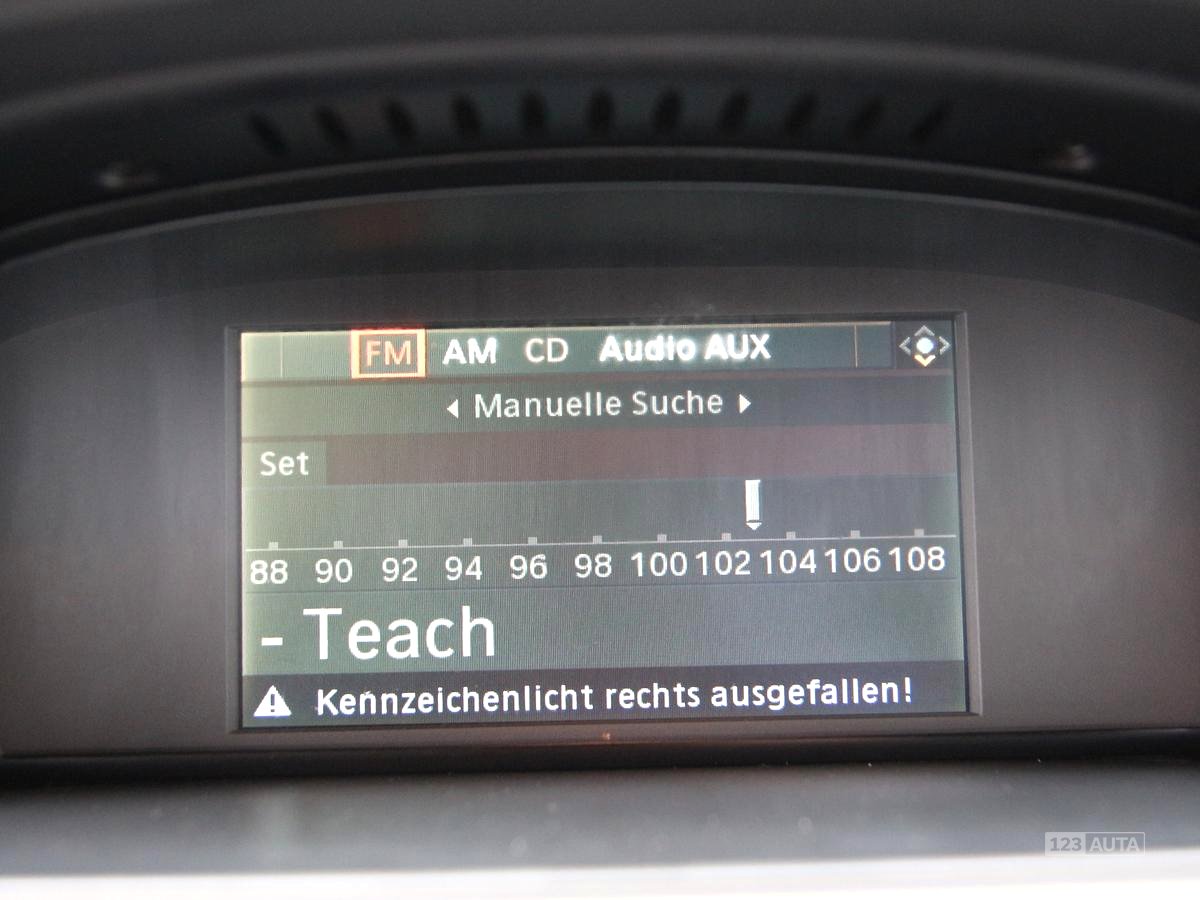 FM AM CD Audio AUX
Manuelle Suche
Set
88 90 92 94 96 98 100 102 104 106 108
- Teach
Kennzeichenlicht rechts ausgefallen!
123 AUTA